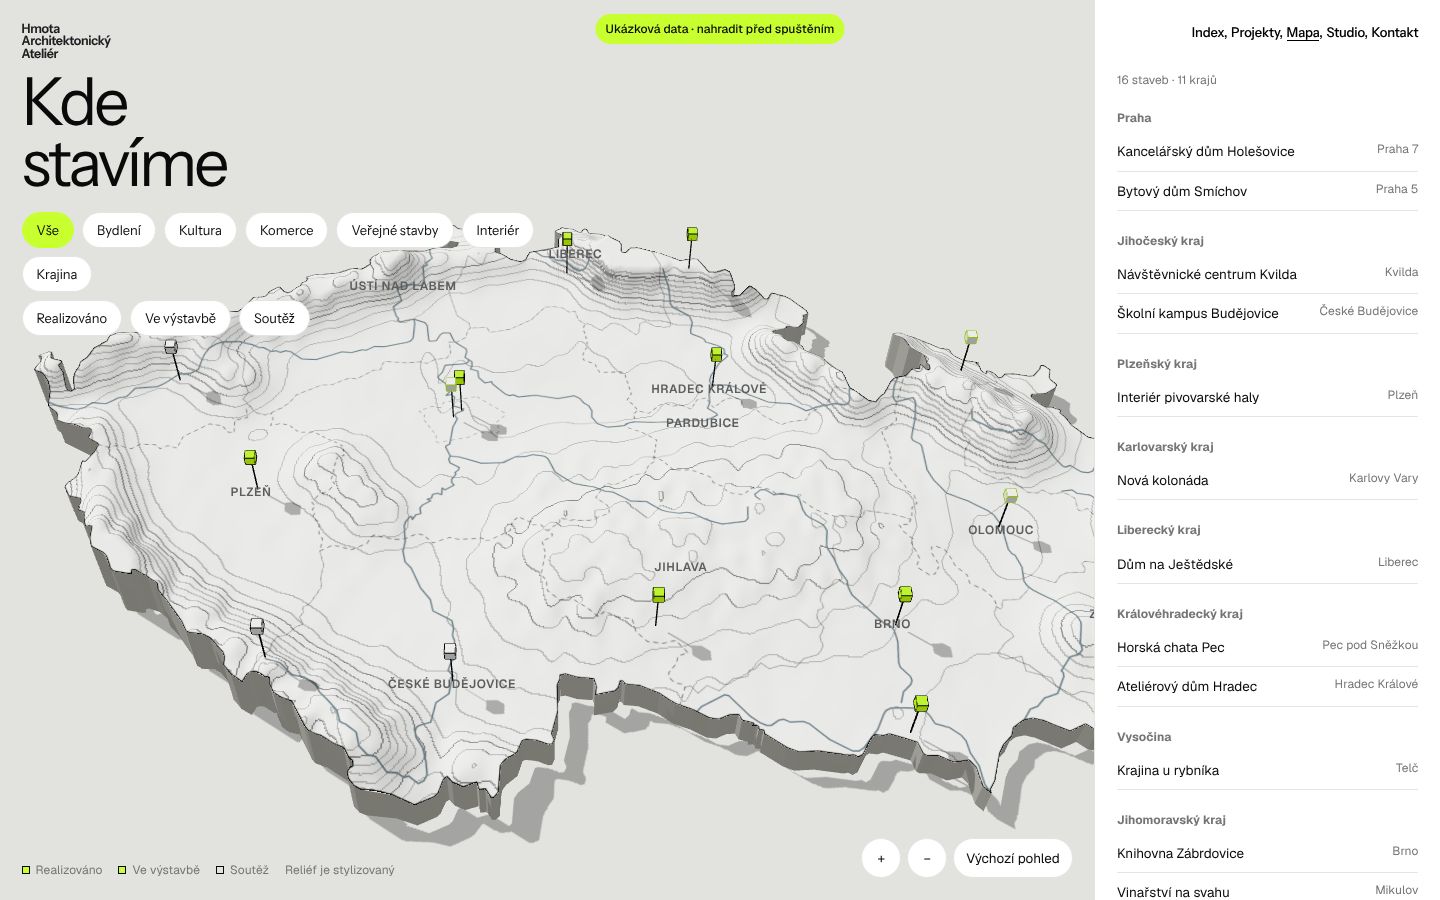 Hmota
Architektonický
Ateliér
Ukázková data · nahradit před spuštěním
Index, Projekty, Mapa, Studio, Kontakt
Kde
stavíme
Vše
Bydlení
Kultura
Komerce
Veřejné stavby
Interiér
Krajina
Realizováno
Ve výstavbě
Soutěž
LIBEREC
ÚSTÍ NAD LABEM
HRADEC KRÁLOVÉ
PARDUBICE
PLZEŇ
OLOMOUC
JIHLAVA
BRNO
ČESKÉ BUDĚJOVICE
Realizováno
Ve výstavbě
Soutěž
Reliéf je stylizovaný
+
−
Výchozí pohled
16 staveb · 11 krajů
Praha
Kancelářský dům Holešovice
Praha 7
Bytový dům Smíchov
Praha 5
Jihočeský kraj
Návštěvnické centrum Kvilda
Kvilda
Školní kampus Budějovice
České Budějovice
Plzeňský kraj
Interiér pivovarské haly
Plzeň
Karlovarský kraj
Nová kolonáda
Karlovy Vary
Liberecký kraj
Dům na Ještědské
Liberec
Královéhradecký kraj
Horská chata Pec
Pec pod Sněžkou
Ateliérový dům Hradec
Hradec Králové
Vysočina
Krajina u rybníka
Telč
Jihomoravský kraj
Knihovna Zábrdovice
Brno
Vinařství na svahu
Mikulov